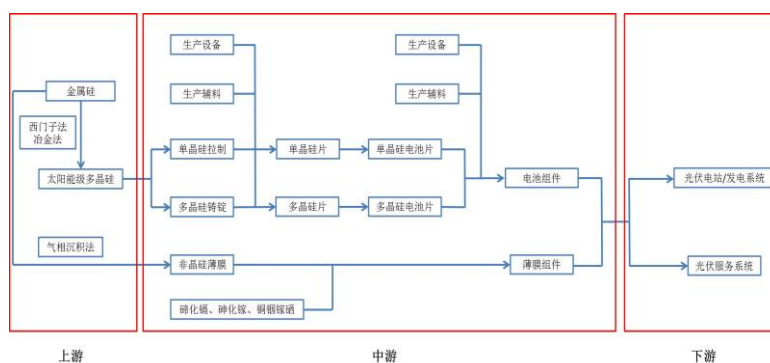 金属硅
西门子法
冶金法
太阳能级多晶硅
气相沉积法
生产设备
生产辅料
单晶硅拉制
单晶硅片
单晶硅电池片
多晶硅铸锭
多晶硅片
多晶硅电池片
生产设备
生产辅料
电池组件
非晶硅薄膜
薄膜组件
碲化镉、砷化镓、铜铟镓硒
光伏电站/发电系统
光伏服务系统
上游
中游
下游